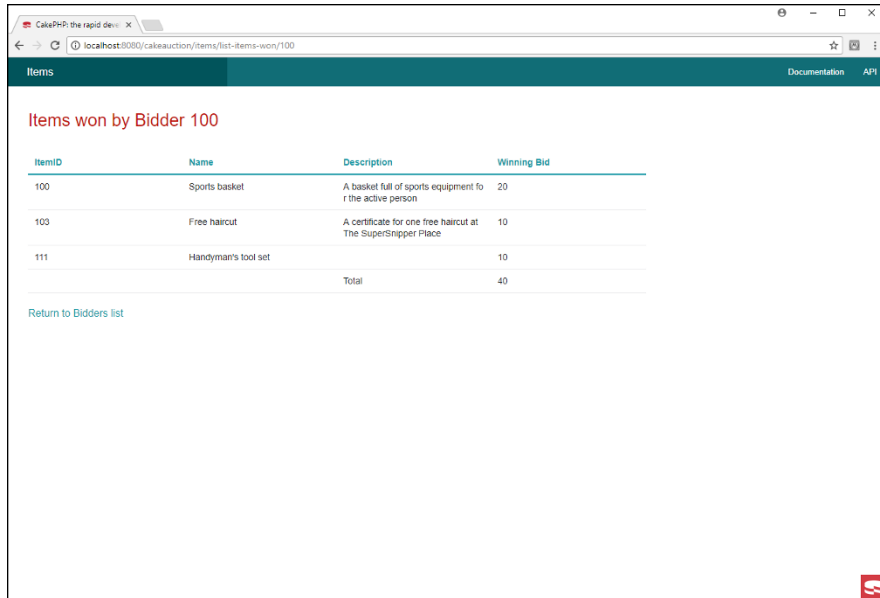 CakePHP: the rapid deve
localhost:8080/cakeauction/items/list-items-won/100
Items Documentation API
Items won by Bidder 100
ItemID Name Description Winning Bid
100 Sports basket A basket full of sports equipment fo 20
r the active person
103 Free haircut A certificate for one free haircut at 10
The SuperSnipper Place
111 Handyman's tool set 10
Total 40
Return to Bidders list